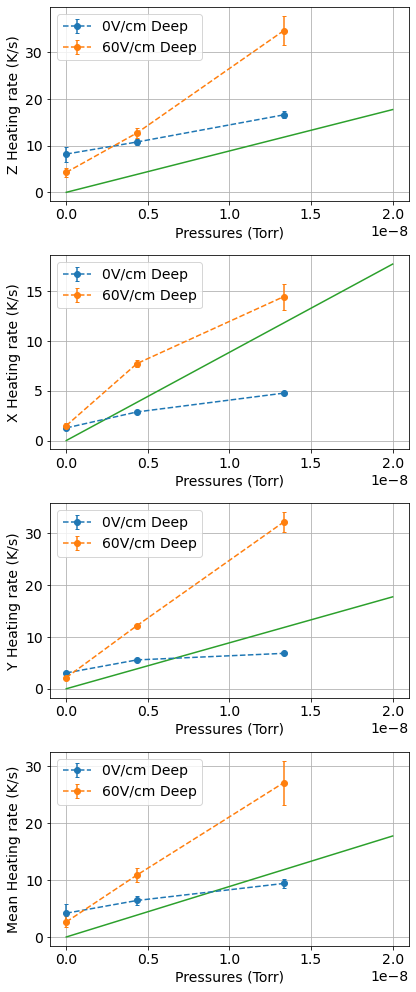 0V/cm Deep
60V/cm Deep
30
20
10
0
Z Heating rate (K/s)
0.0 0.5 1.0 1.5 2.0
Pressures (Torr)
1e−8
0V/cm Deep
60V/cm Deep
15
10
5
0
X Heating rate (K/s)
0.0 0.5 1.0 1.5 2.0
Pressures (Torr)
1e−8
0V/cm Deep
60V/cm Deep
30
20
10
0
Y Heating rate (K/s)
0.0 0.5 1.0 1.5 2.0
Pressures (Torr)
1e−8
0V/cm Deep
60V/cm Deep
30
20
10
0
Mean Heating rate (K/s)
0.0 0.5 1.0 1.5 2.0
Pressures (Torr)
1e−8